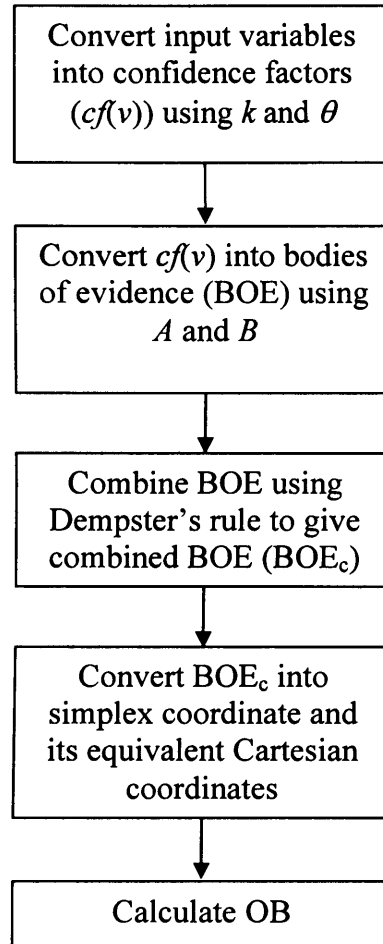 Convert input variables
into confidence factors
(cf(v)) using k and θ
Convert cf(v) into bodies
of evidence (BOE) using
A and B
Combine BOE using
Dempster's rule to give
combined BOE (BOEc)
Convert BOEc into
simplex coordinate and
its equivalent Cartesian
coordinates
Calculate OB